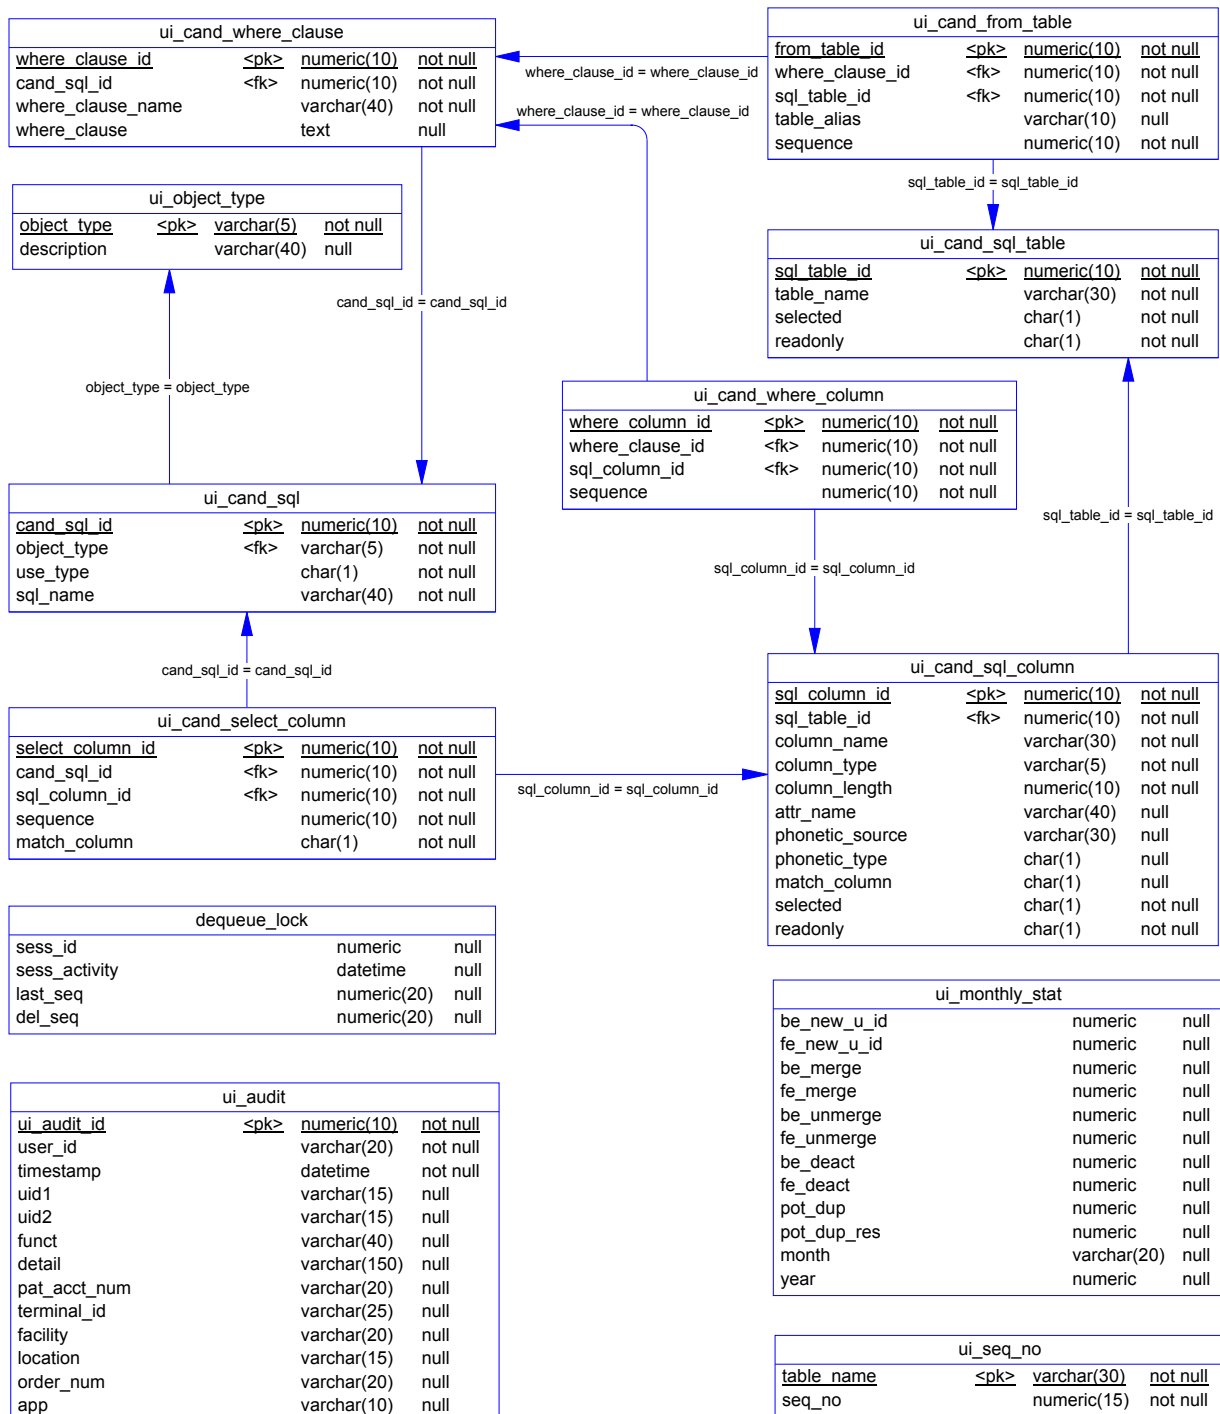 ui_cand_where_clause
where_clause_id <pk> numeric(10) not null
cand_sql_id <fk> numeric(10) not null
where_clause_name varchar(40) not null
where_clause text null
ui_cand_from_table
from_table_id <pk> numeric(10) not null
where_clause_id <fk> numeric(10) not null
sql_table_id <fk> numeric(10) not null
table_alias varchar(10) null
sequence numeric(10) not null
where_clause_id = where_clause_id
where_clause_id = where_clause_id
sql_table_id = sql_table_id
ui_object_type
object_type <pk> varchar(5) not null
description varchar(40) null
ui_cand_sql_table
sql_table_id <pk> numeric(10) not null
table_name varchar(30) not null
selected char(1) not null
readonly char(1) not null
cand_sql_id = cand_sql_id
object_type = object_type
ui_cand_where_column
where_column_id <pk> numeric(10) not null
where_clause_id <fk> numeric(10) not null
sql_column_id <fk> numeric(10) not null
sequence numeric(10) not null
ui_cand_sql
cand_sql_id <pk> numeric(10) not null
object_type <fk> varchar(5) not null
use_type char(1) not null
sql_name varchar(40) not null
sql_table_id = sql_table_id
sql_column_id = sql_column_id
cand_sql_id = cand_sql_id
ui_cand_select_column
select_column_id <pk> numeric(10) not null
cand_sql_id <fk> numeric(10) not null
sql_column_id <fk> numeric(10) not null
sequence numeric(10) not null
match_column char(1) not null
sql_column_id = sql_column_id
ui_cand_sql_column
sql_column_id <pk> numeric(10) not null
sql_table_id <fk> numeric(10) not null
column_name varchar(30) not null
column_type varchar(5) not null
column_length numeric(10) not null
attr_name varchar(40) null
phonetic_source varchar(30) null
phonetic_type char(1) null
match_column char(1) null
selected char(1) not null
readonly char(1) not null
dequeue_lock
sess_id numeric null
sess_activity datetime null
last_seq numeric(20) null
del_seq numeric(20) null
ui_monthly_stat
be_new_u_id numeric null
fe_new_u_id numeric null
be_merge numeric null
fe_merge numeric null
be_unmerge numeric null
fe_unmerge numeric null
be_deact numeric null
fe_deact numeric null
pot_dup numeric null
pot_dup_res numeric null
month varchar(20) null
year numeric null
ui_audit
ui_audit_id <pk> numeric(10) not null
user_id varchar(20) not null
timestamp datetime not null
uid1 varchar(15) null
uid2 varchar(15) null
funct varchar(40) null
detail varchar(150) null
pat_acct_num varchar(20) null
terminal_id varchar(25) null
facility varchar(20) null
location varchar(15) null
order_num varchar(20) null
app varchar(10) null
ui_seq_no
table_name <pk> varchar(30) not null
seq_no numeric(15) not null